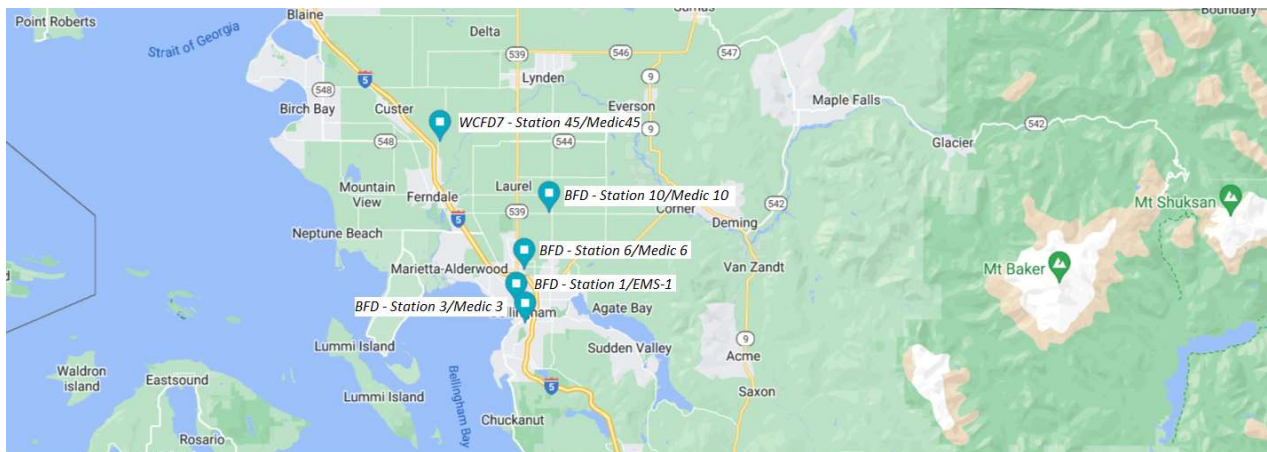 Point Roberts
Blaine
Sumas
Boundary
Strait of Georgia
Delta
539
546
547
5
9
Lynden
548
Birch Bay
Custer
Everson
Maple Falls
WCFD7 - Station 45/Medic45
9
542
548
544
Glacier
Mountain
View
Laurel
BFD - Station 10/Medic 10
Ferndale
539
Corner
542
Mt Shuksan
5
Deming
Neptune Beach
BFD - Station 6/Medic 6
Marietta-Alderwood
Van Zandt
Mt Baker
BFD - Station 1/EMS-1
BFD - Station 3/Medic 3
llingham
Agate Bay
Lummi Island
Sudden Valley
9
Acme
Waldron
island
Eastsound
5
Saxon
Lummi Island
Bellingham Bay
Chuckanut
Rosario